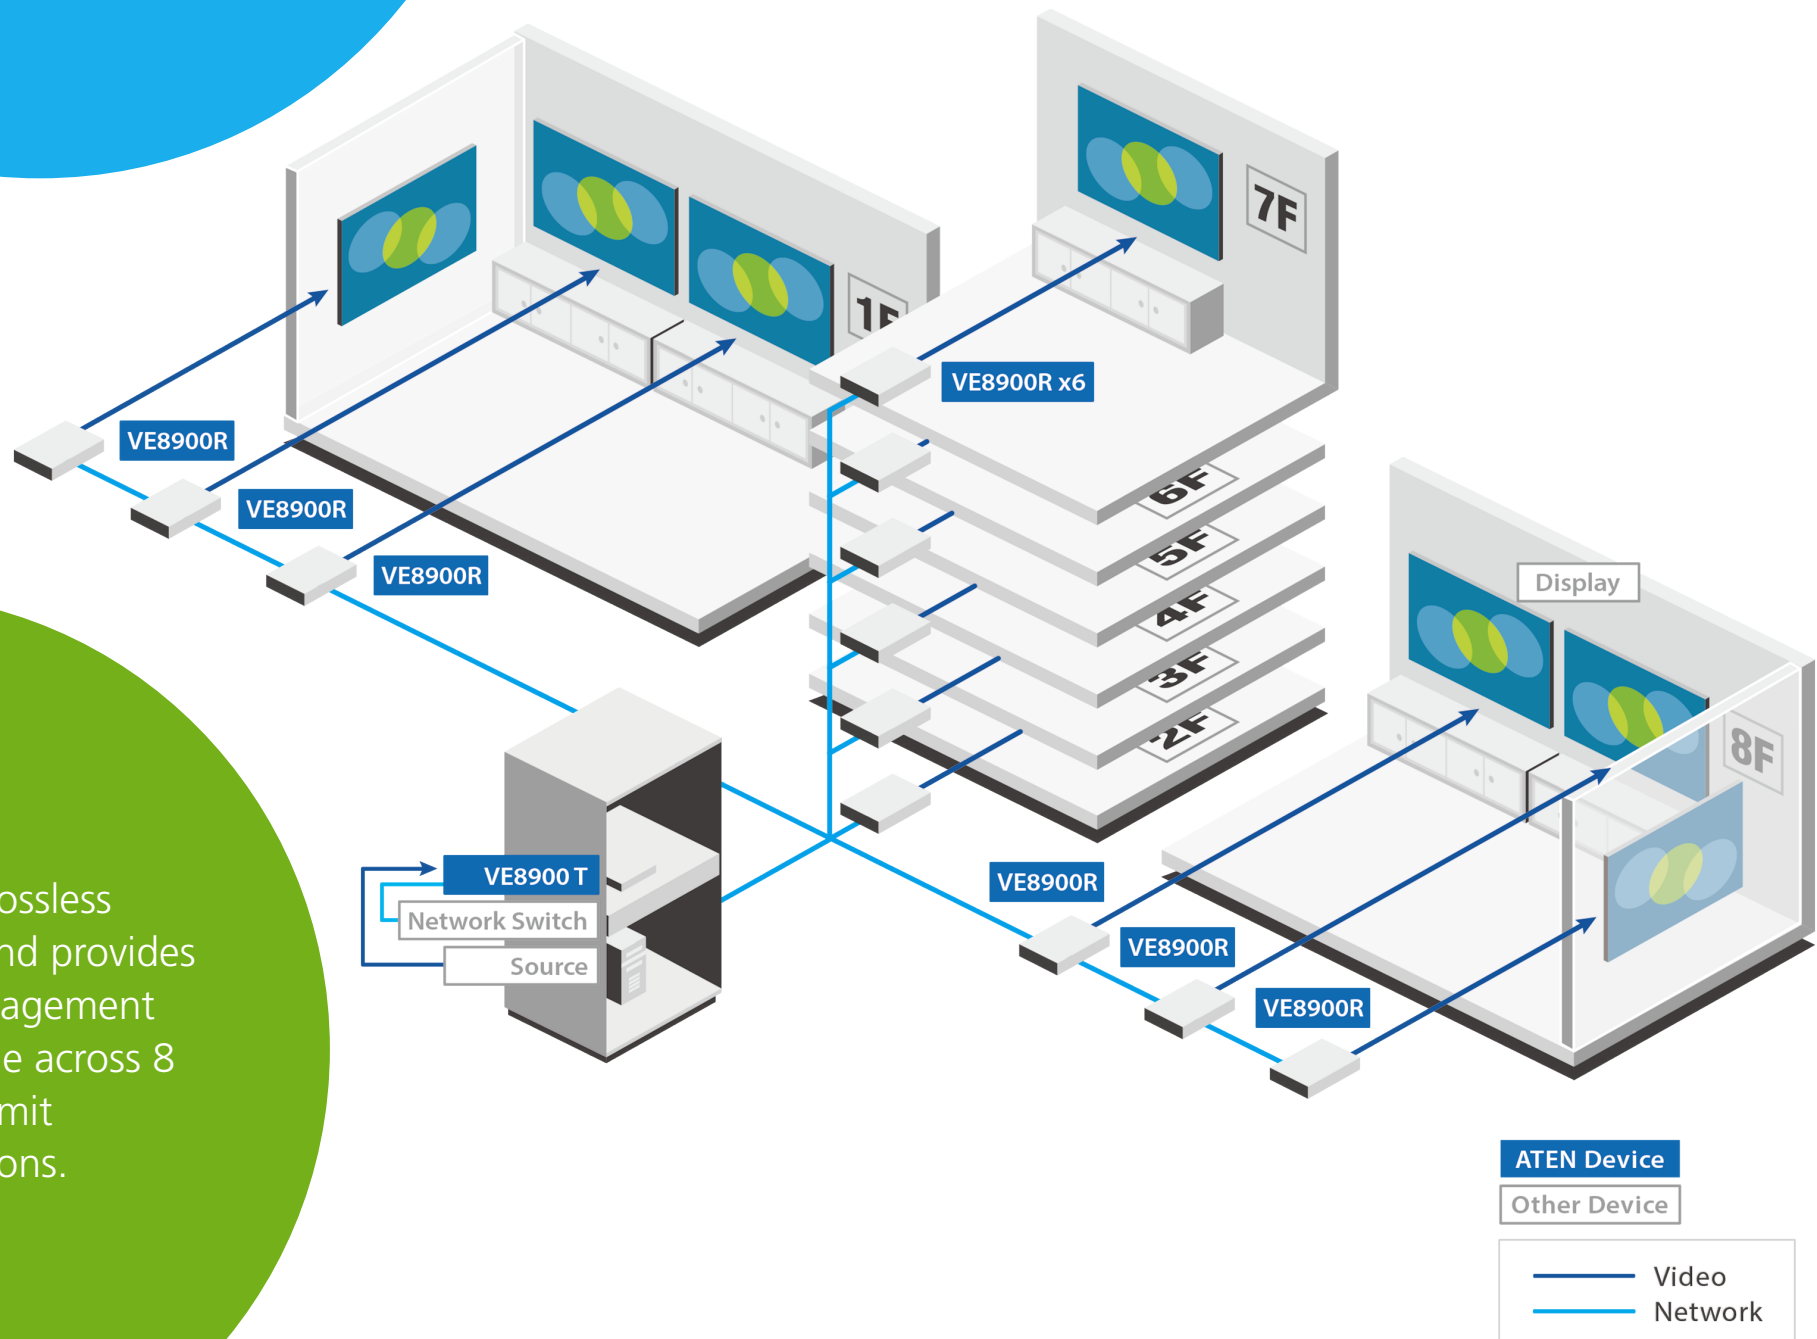 7F
1F
VE8900R x6
VE8900R
VE8900R
VE8900R
6F
5F
4F
3F
2F
Display
8F
VE8900 T
Network Switch
Source
VE8900R
VE8900R
VE8900R
ossless
nd provides
agement
e across 8
mit
ons.
ATEN Device
Other Device
Video
Network